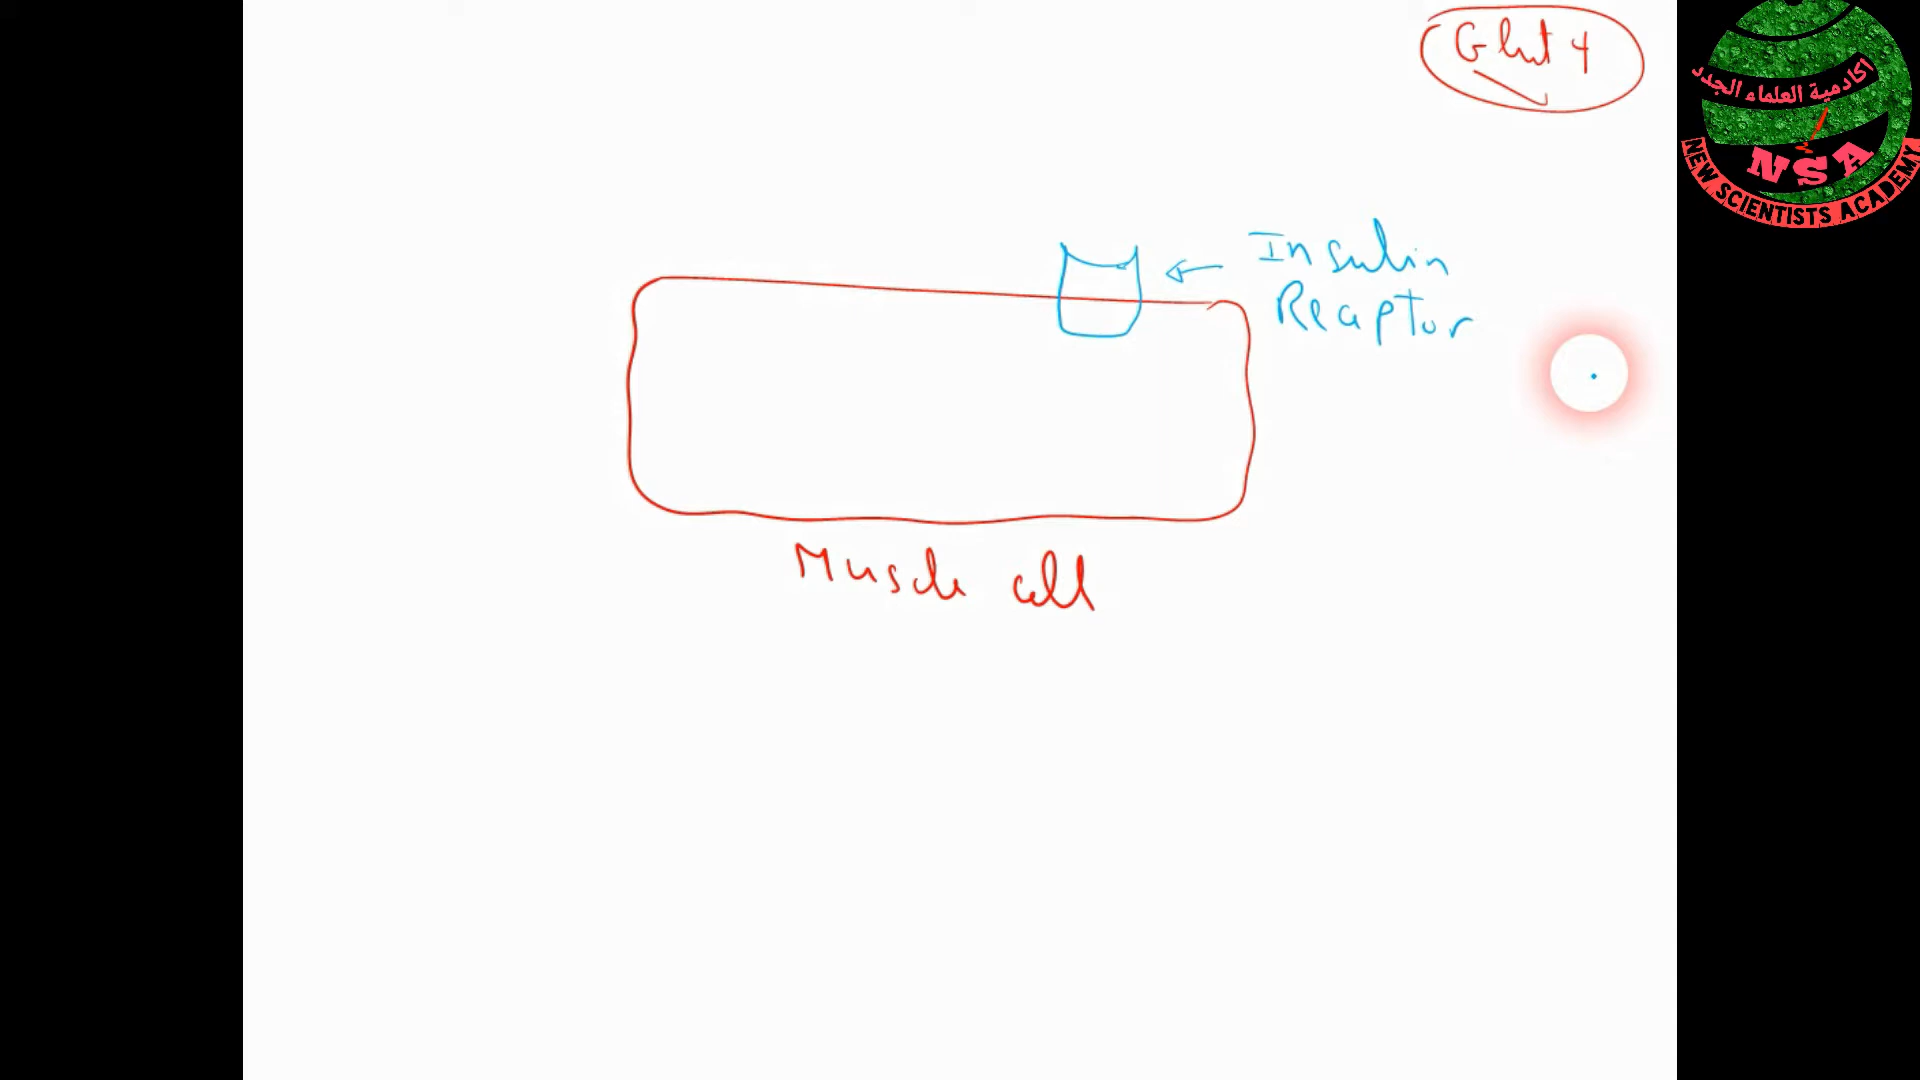 Glut 4
أكاديمية العلماء الجدد
NSA
NEW SCIENTISTS ACADEMY
Insulin
Receptor
Muscle cell